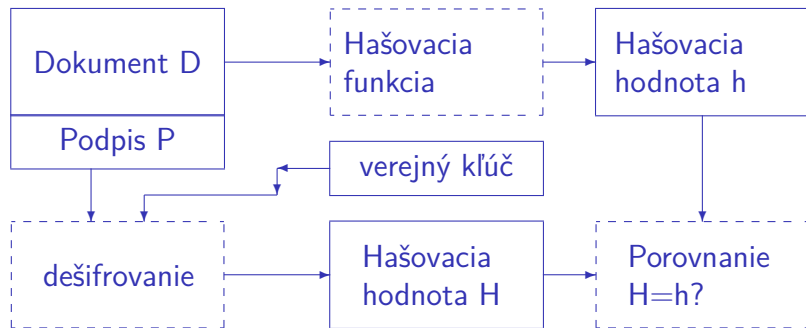 Dokument D
Hašovacia
funkcia
Hašovacia
hodnota h
Podpis P
verejný kľúč
dešifrovanie
Hašovacia
hodnota H
Porovnanie
H=h?